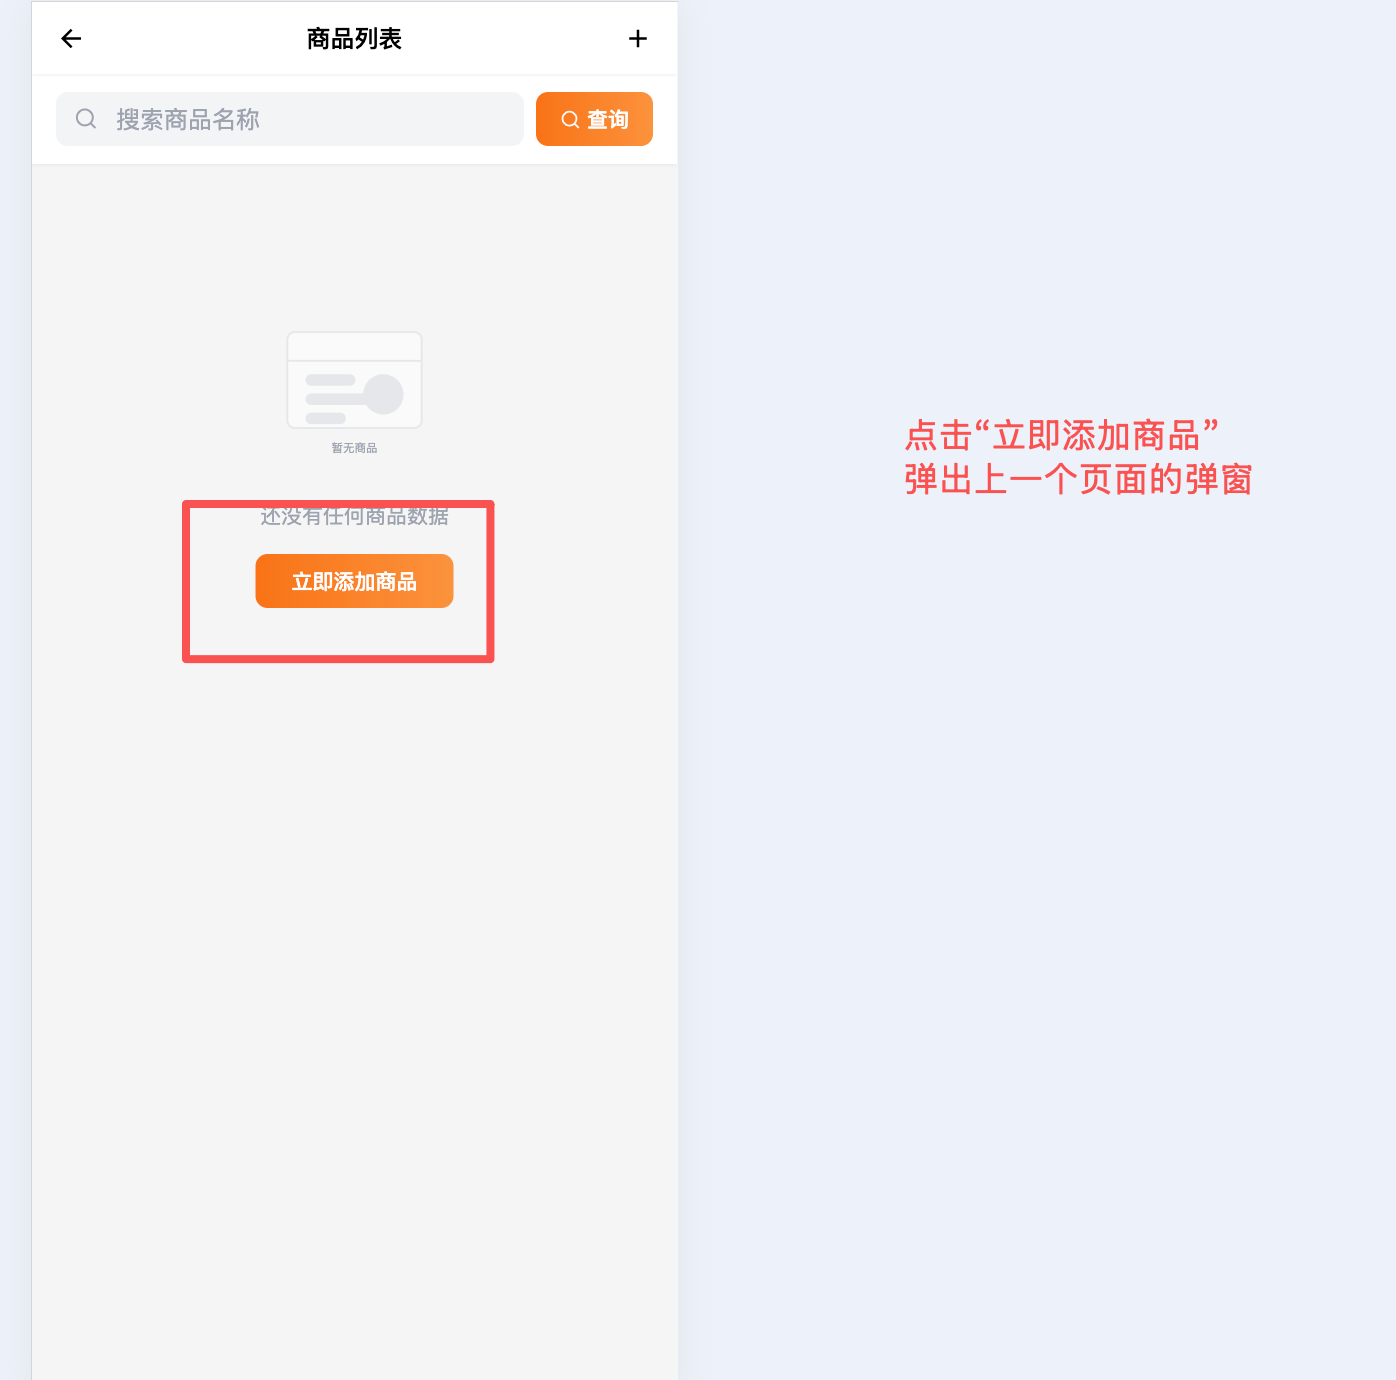 商品列表
搜索商品名称
查询
暂无商品
还没有任何商品数据
立即添加商品
点击“立即添加商品”
弹出上一个页面的弹窗